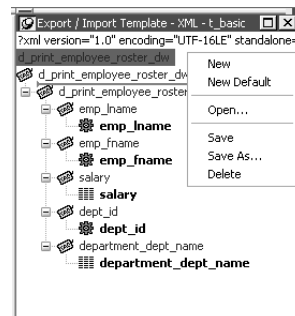 Export / Import Template - XML - t_basic
?xml version="1.0" encoding="UTF-16LE" standalone=
d_print_employee_roster_dw
d_print_employee_roster_dw
d_print_employee_roster
emp_lname
emp_lname
emp_fname
emp_fname
salary
salary
dept_id
dept_id
department_dept_name
department_dept_name
New
New Default
Open...
Save
Save As...
Delete